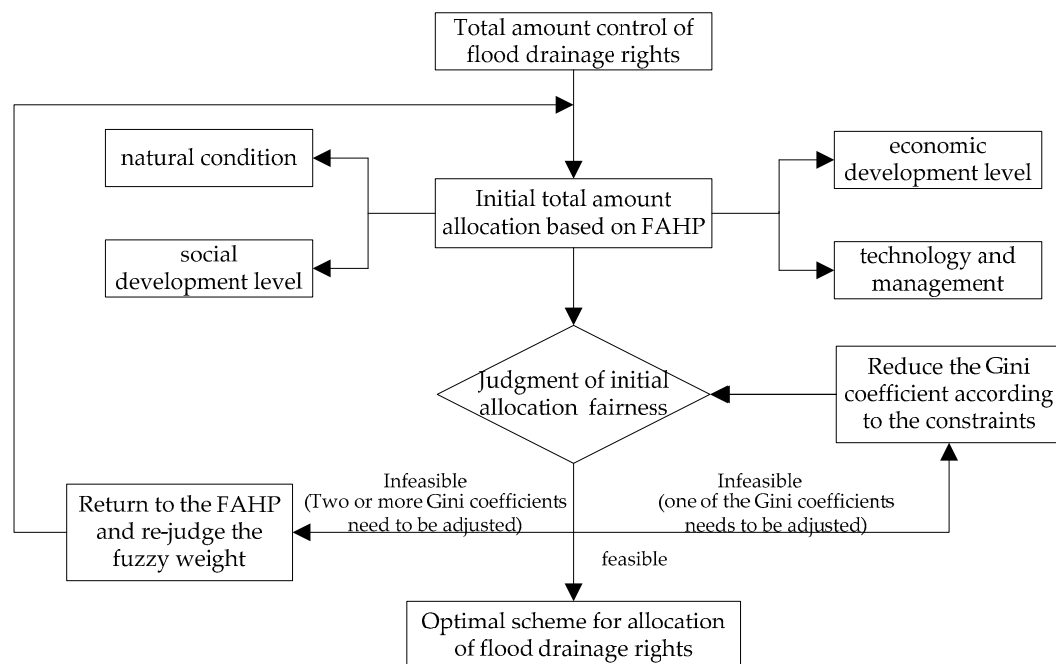 Total amount control of
flood drainage rights
natural condition
economic
development level
Initial total amount
allocation based on FAHP
social
development level
technology and
management
Judgment of initial
allocation fairness
Reduce the Gini
coefficient according
to the constraints
Infeasible
(Two or more Gini coefficients
need to be adjusted)
Infeasible
(one of the Gini coefficients
needs to be adjusted)
Return to the FAHP
and re-judge the
fuzzy weight
feasible
Optimal scheme for allocation
of flood drainage rights